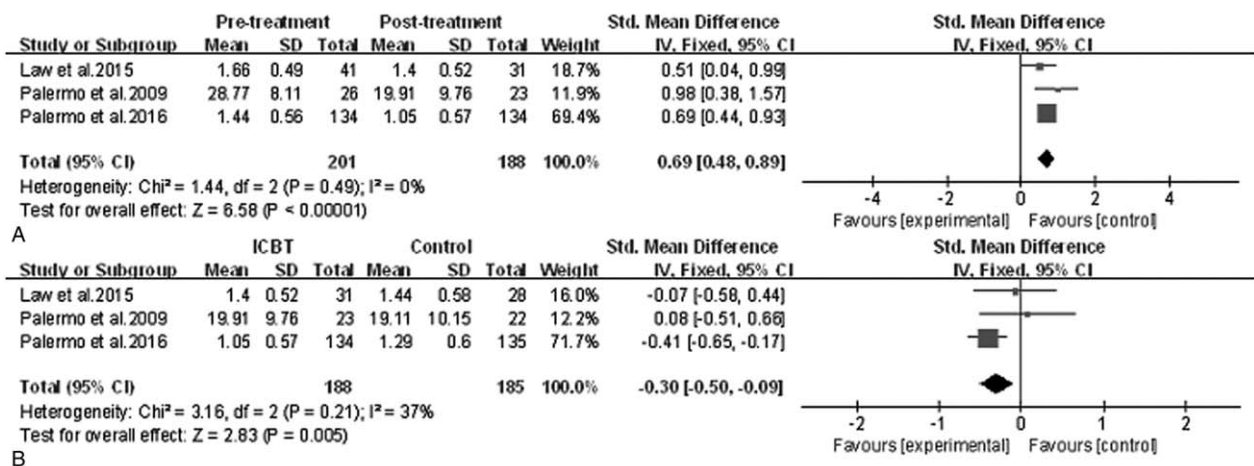 Pre-treatment Post-treatment Std. Mean Difference Std. Mean Difference
Study or Subgroup Mean SD Total Mean SD Total Weight IV, Fixed, 95% CI IV, Fixed, 95% CI
Law et al.2015 1.66 0.49 41 1.4 0.52 31 18.7% 0.51 [0.04, 0.99]
Palermo et al.2009 28.77 8.11 26 19.91 9.76 23 11.9% 0.98 [0.38, 1.57]
Palermo et al.2016 1.44 0.56 134 1.05 0.57 134 69.4% 0.69 [0.44, 0.93]
Total (95% CI) 201 188 100.0% 0.69 [0.48, 0.89]
Heterogeneity: Chi² = 1.44, df = 2 (P = 0.49); I² = 0%
Test for overall effect: Z = 6.58 (P < 0.00001)
-4 -2 0 2 4
Favours [experimental] Favours [control]
A
ICBT Control Std. Mean Difference Std. Mean Difference
Study or Subgroup Mean SD Total Mean SD Total Weight IV, Fixed, 95% CI IV, Fixed, 95% CI
Law et al.2015 1.4 0.52 31 1.44 0.58 28 16.0% -0.07 [-0.58, 0.44]
Palermo et al.2009 19.91 9.76 23 19.11 10.15 22 12.2% 0.08 [-0.51, 0.66]
Palermo et al.2016 1.05 0.57 134 1.29 0.6 135 71.7% -0.41 [-0.65, -0.17]
Total (95% CI) 188 185 100.0% -0.30 [-0.50, -0.09]
Heterogeneity: Chi² = 3.16, df = 2 (P = 0.21); I² = 37%
Test for overall effect: Z = 2.83 (P = 0.005)
-2 -1 0 1 2
Favours [experimental] Favours [control]
B